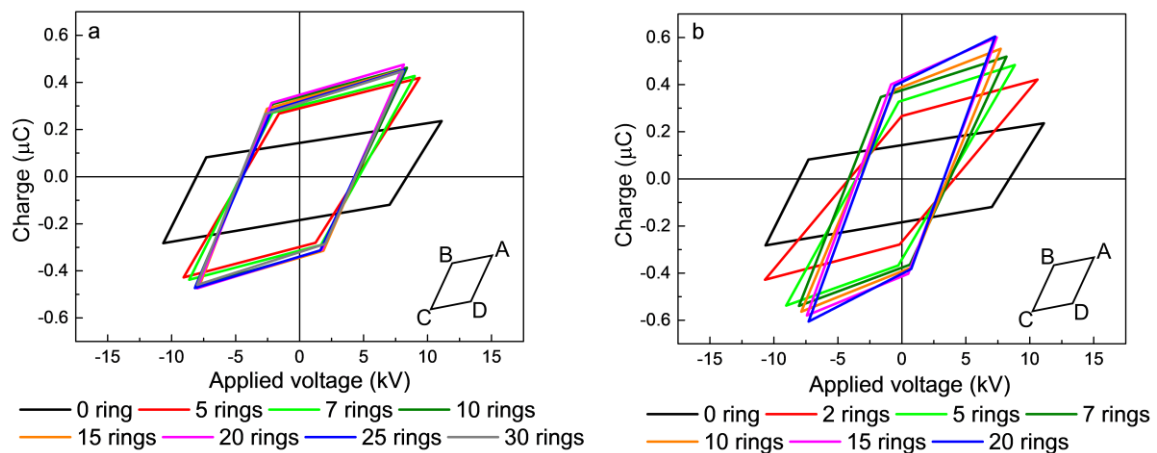 a
Charge (μC)
0.6
0.4
0.2
0.0
-0.2
-0.4
-0.6
B
A
C
D
-15 -10 -5 0 5 10 15
Applied voltage (kV)
0 ring 5 rings 7 rings 10 rings
15 rings 20 rings 25 rings 30 rings
b
Charge (μC)
0.6
0.4
0.2
0.0
-0.2
-0.4
-0.6
B
A
C
D
-15 -10 -5 0 5 10 15
Applied voltage (kV)
0 ring 2 rings 5 rings 7 rings
10 rings 15 rings 20 rings